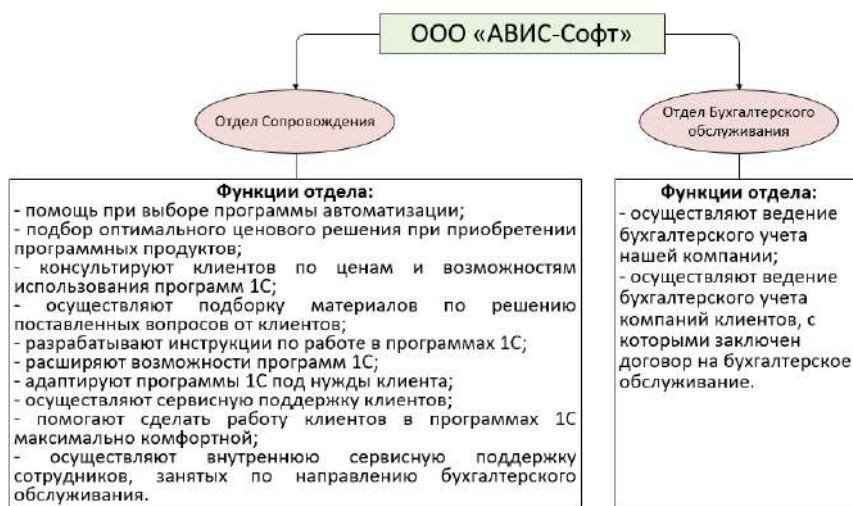 ООО «АВИС-Софт»
Отдел Сопровождения
Отдел Бухгалтерского
обслуживания
Функции отдела:
- помощь при выборе программы автоматизации;
- подбор оптимального ценового решения при приобретении
программных продуктов;
- консультируют клиентов по ценам и возможностям
использования программ 1С;
- осуществляют подборку материалов по решению
поставленных вопросов от клиентов;
- разрабатывают инструкции по работе в программах 1С;
- расширяют возможности программ 1С;
- адаптируют программы 1С под нужды клиента;
- осуществляют сервисную поддержку клиентов;
- помогают сделать работу клиентов в программах 1С
максимально комфортной;
- осуществляют внутреннюю сервисную поддержку
сотрудников, занятых по направлению бухгалтерского
обслуживания.
Функции отдела:
- осуществляют ведение
бухгалтерского учета
нашей компании;
- осуществляют ведение
бухгалтерского учета
компаний клиентов, с
которыми заключен
договор на бухгалтерское
обслуживание.